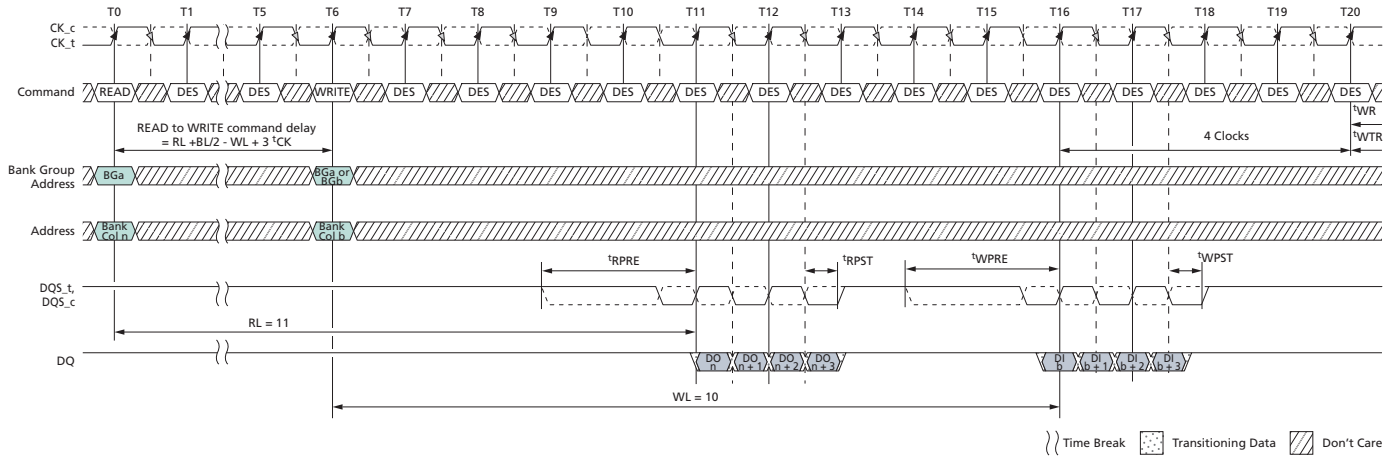 T0 T1 T5 T6 T7 T8 T9 T10 T11 T12 T13 T14 T15 T16 T17 T18 T19 T20
CK_c
CK_t
Command READ DES DES WRITE DES DES DES DES DES DES DES DES DES DES DES DES DES DES
tWR
READ to WRITE command delay
= RL +BL/2 - WL + 3 tCK
4 Clocks tWTR
Bank Group
Address
BGa
BGa or
BGb
Address
Bank
Col n
Bank
Col b
tRPRE tRPST tWPRE tWPST
DQS_t,
DQS_c
RL = 11
DQ
DO
n
DO
n + 1
DO
n + 2
DO
n + 3
DI
b
DI
b + 1
DI
b + 2
DI
b + 3
WL = 10
Time Break Transitioning Data Don't Care